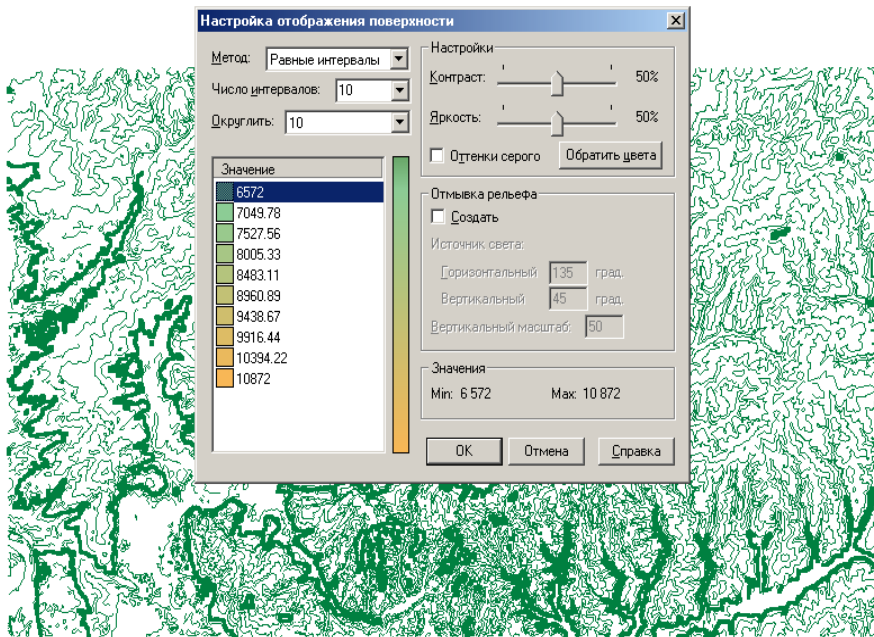 Настройка отображения поверхности
Метод: Равные интервалы
Число интервалов: 10
Округлить: 10
Значение
6572
7049.78
7527.56
8005.33
8483.11
8960.89
9438.67
9916.44
10394.22
10872
Настройки
Контраст: 50%
Яркость: 50%
Оттенки серого Обратить цвета
Отмывка рельефа
Создать
Источник света:
Горизонтальный 135 град.
Вертикальный 45 град.
Вертикальный масштаб: 50
Значения
Min: 6 572 Max: 10 872
OK Отмена Справка